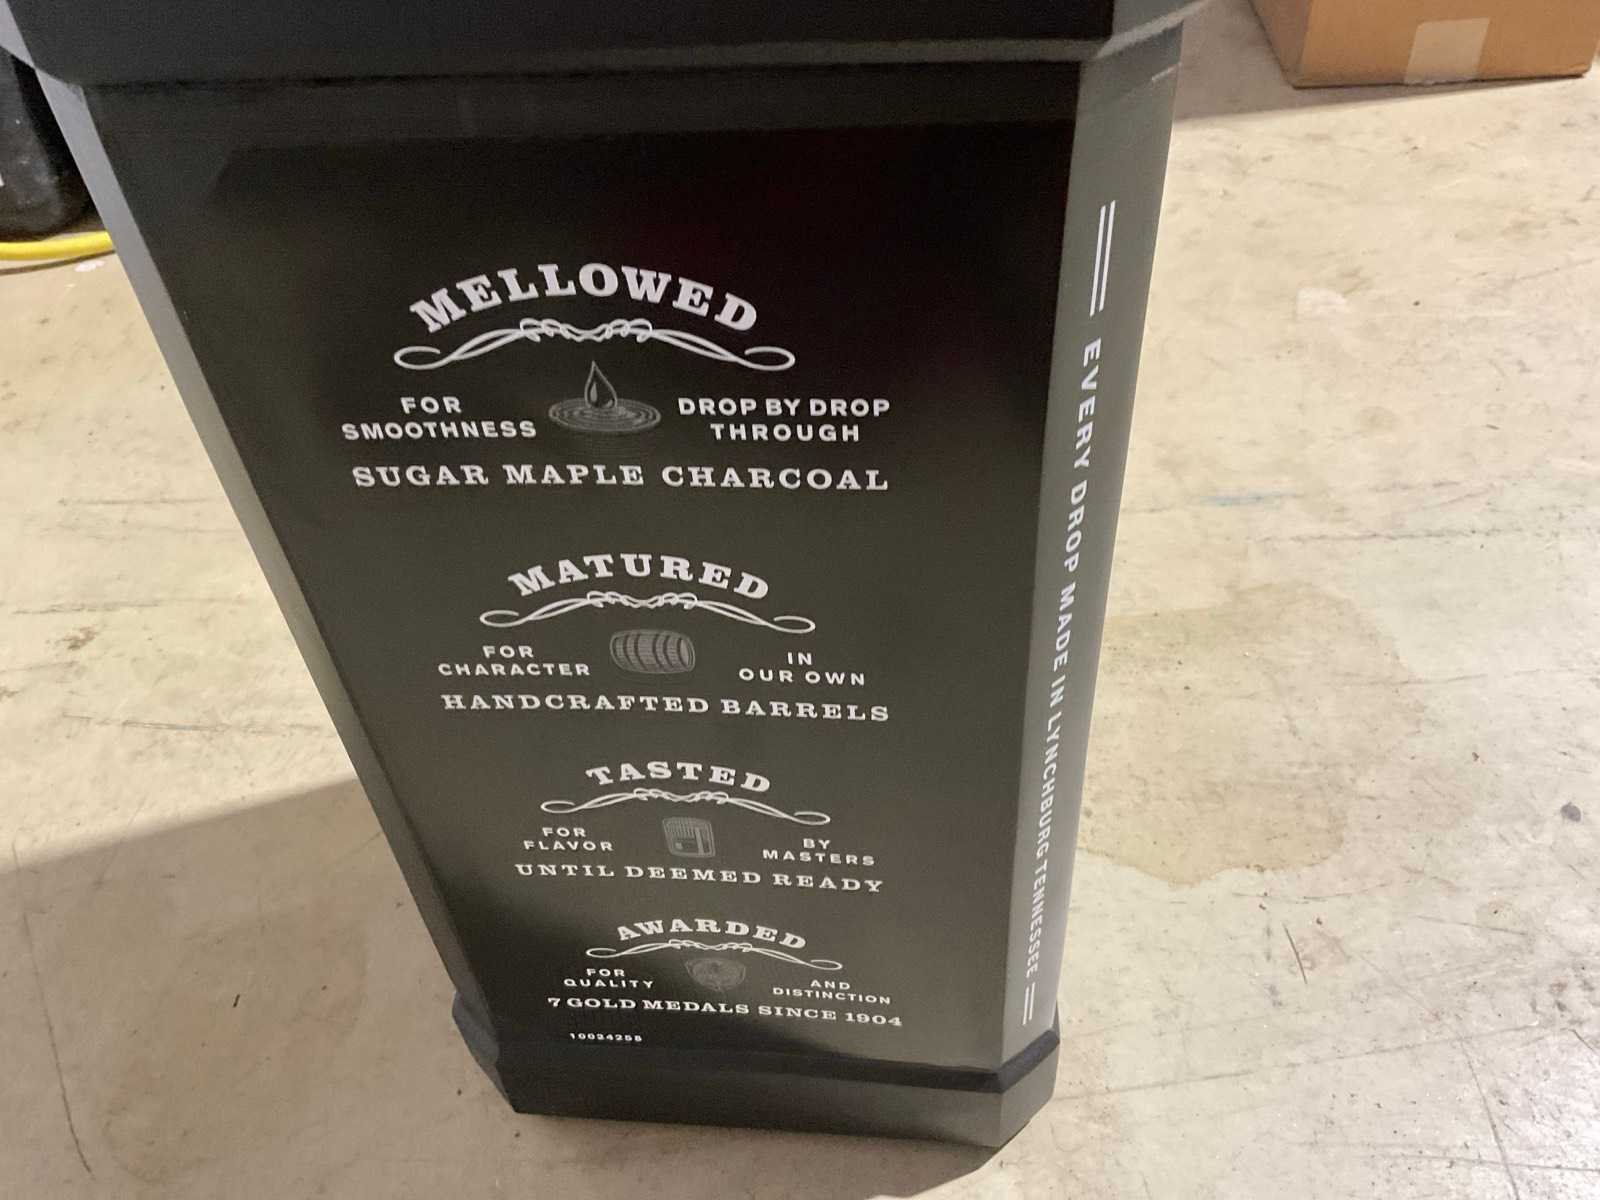 MELLOWED
FOR SMOOTHNESS
DROP BY DROP THROUGH
SUGAR MAPLE CHARCOAL
MATURED
FOR CHARACTER
IN OUR OWN
HANDCRAFTED BARRELS
TASTED
FOR FLAVOR
BY MASTERS
UNTIL DEEMED READY
AWARDED
FOR QUALITY
AND DISTINCTION
7 GOLD MEDALS SINCE 1904
10024258
EVERY DROP MADE IN LYNCHBURG TENNESSEE